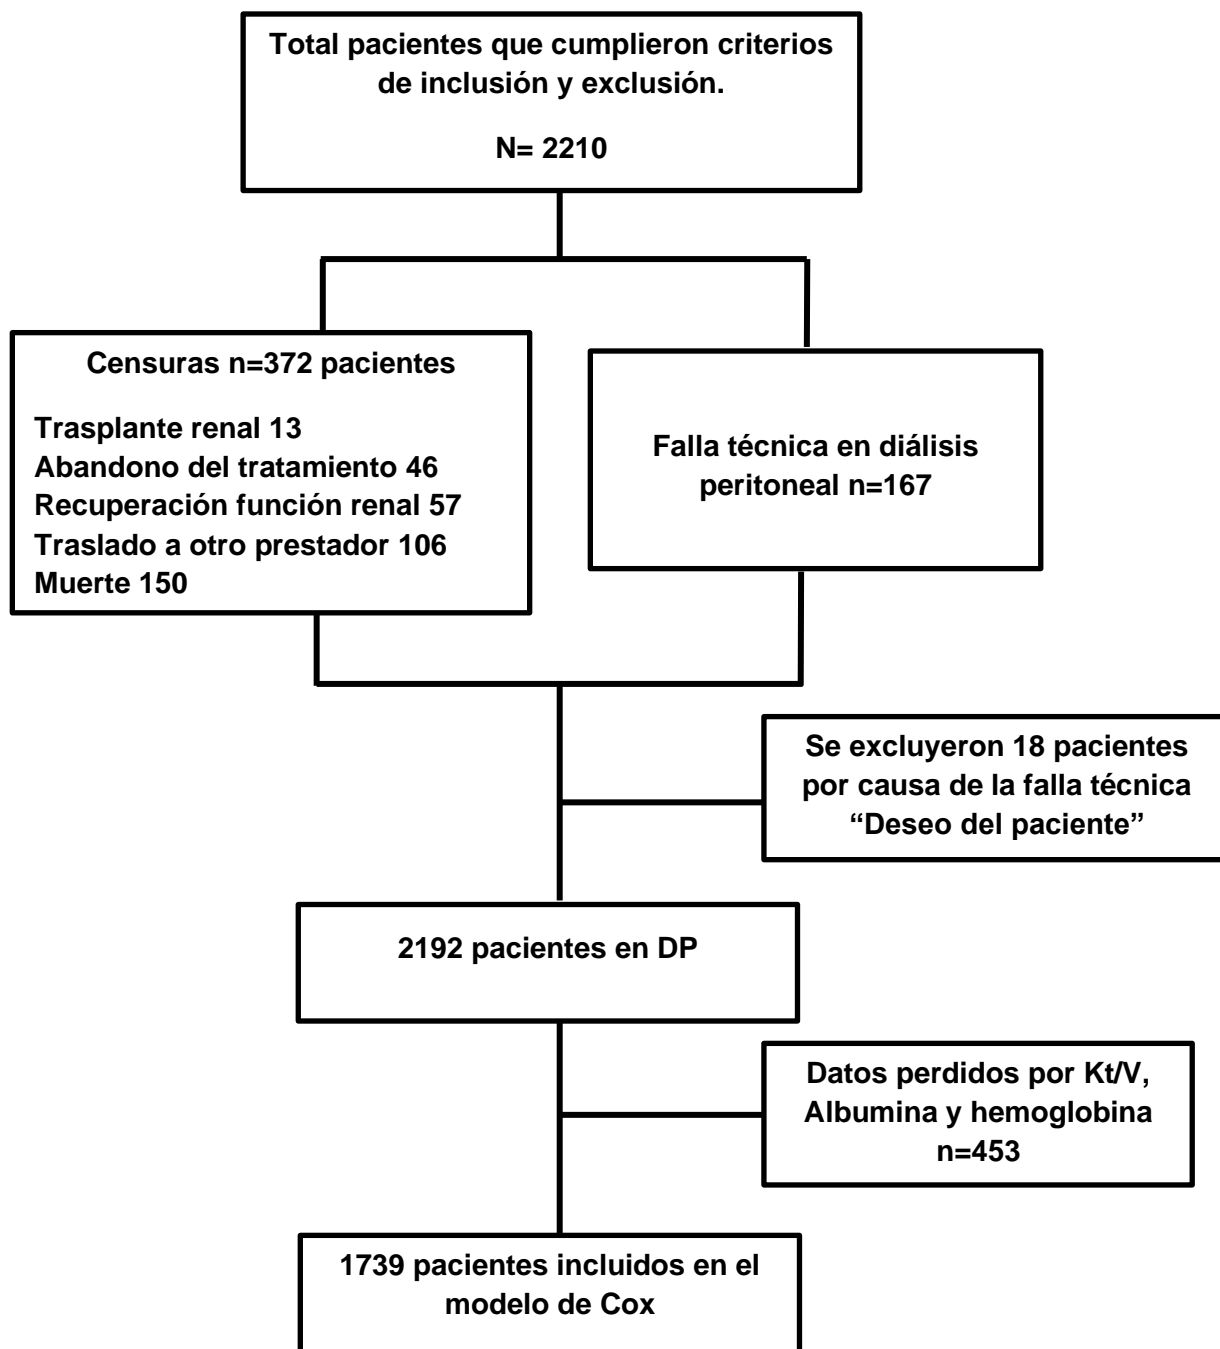 Total pacientes que cumplieron criterios
de inclusión y exclusión.
N= 2210
Censuras n=372 pacientes
Trasplante renal 13
Abandono del tratamiento 46
Recuperación función renal 57
Traslado a otro prestador 106
Muerte 150
Falla técnica en diálisis
peritoneal n=167
Se excluyeron 18 pacientes
por causa de la falla técnica
“Deseo del paciente”
2192 pacientes en DP
Datos perdidos por Kt/V,
Albumina y hemoglobina
n=453
1739 pacientes incluidos en el
modelo de Cox